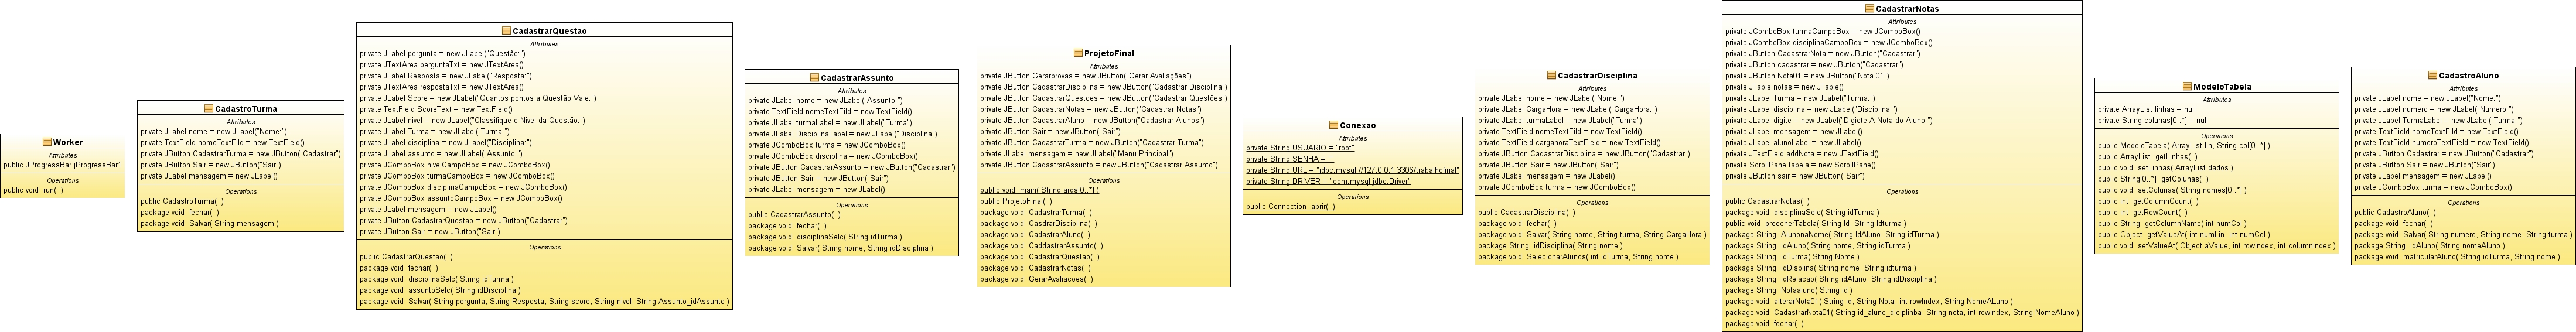 Worker
Attributes
public JProgressBar jProgressBar1
Operations
public void run( )
CadastroTurma
Attributes
private JLabel nome = new JLabel("Nome:")
private TextField nomeTextFild = new TextField()
private JButton CadastrarTurma = new JButton("Cadastrar")
private JButton Sair = new JButton("Sair")
private JLabel mensagem = new JLabel()
Operations
public CadastroTurma( )
package void fechar( )
package void Salvar( String mensagem )
CadastrarQuestao
Attributes
private JLabel pergunta = new JLabel("Questão:")
private JTextArea perguntaTxt = new JTextArea()
private JLabel Resposta = new JLabel("Resposta:")
private JTextArea respostaTxt = new JTextArea()
private JLabel Score = new JLabel("Quantos pontos a Questão Vale:")
private TextField ScoreText = new TextField()
private JLabel nivel = new JLabel("Classifique o Nivel da Questão:")
private JLabel Turma = new JLabel("Turma:")
private JLabel disciplina = new JLabel("Disciplina:")
private JLabel assunto = new JLabel("Assunto:")
private JComboBox nivelCampoBox = new JComboBox()
private JComboBox turmaCampoBox = new JComboBox()
private JComboBox disciplinaCampoBox = new JComboBox()
private JComboBox assuntoCampoBox = new JComboBox()
private JLabel mensagem = new JLabel()
private JButton CadastrarQuestao = new JButton("Cadastrar")
private JButton Sair = new JButton("Sair")
Operations
public CadastrarQuestao( )
package void fechar( )
package void disciplinaSelc( String idTurma )
package void assuntoSelc( String idDisciplina )
package void Salvar( String pergunta, String Resposta, String score, String nivel, String Assunto_idAssunto )
CadastrarAssunto
Attributes
private JLabel nome = new JLabel("Assunto:")
private TextField nomeTextFild = new TextField()
private JLabel turmaLabel = new JLabel("Turma")
private JLabel DisciplinaLabel = new JLabel("Disciplina")
private JComboBox turma = new JComboBox()
private JComboBox disciplina = new JComboBox()
private JButton CadastrarAssunto = new JButton("Cadastrar")
private JButton Sair = new JButton("Sair")
private JLabel mensagem = new JLabel()
Operations
public CadastrarAssunto( )
package void fechar( )
package void disciplinaSelc( String idTurma )
package void Salvar( String nome, String idDisciplina )
ProjetoFinal
Attributes
private JButton Gerarprovas = new JButton("Gerar Avaliações")
private JButton CadastrarDisciplina = new JButton("Cadastrar Disciplina")
private JButton CadastrarQuestoes = new JButton("Cadastrar Questões")
private JButton CadastrarNotas = new JButton("Cadastrar Notas")
private JButton CadastrarAluno = new JButton("Cadastrar Alunos")
private JButton Sair = new JButton("Sair")
private JButton CadastrarTurma = new JButton("Cadastrar Turma")
private JLabel mensagem = new JLabel("Menu Principal")
private JButton CadastrarAssunto = new JButton("Cadastrar Assunto")
Operations
public void main( String args[0..*] )
public ProjetoFinal( )
package void CadastrarTurma( )
package void CasdrarDisciplina( )
package void CadastrarAluno( )
package void CaddastrarAssunto( )
package void CadastrarQuestao( )
package void CadastrarNotas( )
package void GerarAvaliacoes( )
Conexao
Attributes
private String USUARIO = "root"
private String SENHA = ""
private String URL = "jdbc:mysql://127.0.0.1:3306/trabalhofinal"
private String DRIVER = "com.mysql.jdbc.Driver"
Operations
public Connection abrir( )
CadastrarDisciplina
Attributes
private JLabel nome = new JLabel("Nome:")
private JLabel CargaHora = new JLabel("CargaHora:")
private JLabel turmaLabel = new JLabel("Turma")
private TextField nomeTextFild = new TextField()
private TextField cargahoraTextField = new TextField()
private JButton CadastrarDisciplina = new JButton("Cadastrar")
private JButton Sair = new JButton("Sair")
private JLabel mensagem = new JLabel()
private JComboBox turma = new JComboBox()
Operations
public CadastrarDisciplina( )
package void fechar( )
package void Salvar( String nome, String turma, String CargaHora )
package String idDisciplina( String nome )
package void SelecionarAlunos( int idTurma, String nome )
CadastrarNotas
Attributes
private JComboBox turmaCampoBox = new JComboBox()
private JComboBox disciplinaCampoBox = new JComboBox()
private JButton CadastrarNota = new JButton("Cadastrar")
private JButton cadastrar = new JButton("Cadastrar")
private JButton Nota01 = new JButton("Nota 01")
private JTable notas = new JTable()
private JLabel Turma = new JLabel("Turma:")
private JLabel disciplina = new JLabel("Disciplina:")
private JLabel digite = new JLabel("Digiete A Nota do Aluno:")
private JLabel mensagem = new JLabel()
private JLabel alunoLabel = new JLabel()
private JTextField addNota = new JTextField()
private ScrollPane tabela = new ScrollPane()
private JButton sair = new JButton("Sair")
Operations
public CadastrarNotas( )
package void disciplinaSelc( String idTurma )
public void preecherTabela( String Id, String Idturma )
package String AlunonaNome( String IdAluno, String idTurma )
package String idAluno( String nome, String idTurma )
package String idTurma( String Nome )
package String idDisplina( String nome, String idturma )
package String idRelacao( String idAluno, String idDisciplina )
package String Notaaluno( String id )
package void alterarNota01( String id, String Nota, int rowIndex, String NomeALuno )
package void CadastrarNota01( String id_aluno_diciplinba, String nota, int rowIndex, String NomeAluno )
package void fechar( )
ModeloTabela
Attributes
private ArrayList linhas = null
private String colunas[0..*] = null
Operations
public ModeloTabela( ArrayList lin, String col[0..*] )
public ArrayList getLinhas( )
public void setLinhas( ArrayList dados )
public String[0..*] getColunas( )
public void setColunas( String nomes[0..*] )
public int getColumnCount( )
public int getRowCount( )
public String getColumnName( int numCol )
public Object getValueAt( int numLin, int numCol )
public void setValueAt( Object aValue, int rowIndex, int columnIndex )
CadastroAluno
Attributes
private JLabel nome = new JLabel("Nome:")
private JLabel numero = new JLabel("Numero:")
private JLabel TurmaLabel = new JLabel("Turma:")
private TextField nomeTextFild = new TextField()
private TextField numeroTextFild = new TextField()
private JButton Cadastrar = new JButton("Cadastrar")
private JButton Sair = new JButton("Sair")
private JLabel mensagem = new JLabel()
private JComboBox turma = new JComboBox()
Operations
public CadastroAluno( )
package void fechar( )
package void Salvar( String numero, String nome, String turma )
package String idAluno( String nomeAluno )
package void matricularAluno( String idTurma, String nome )